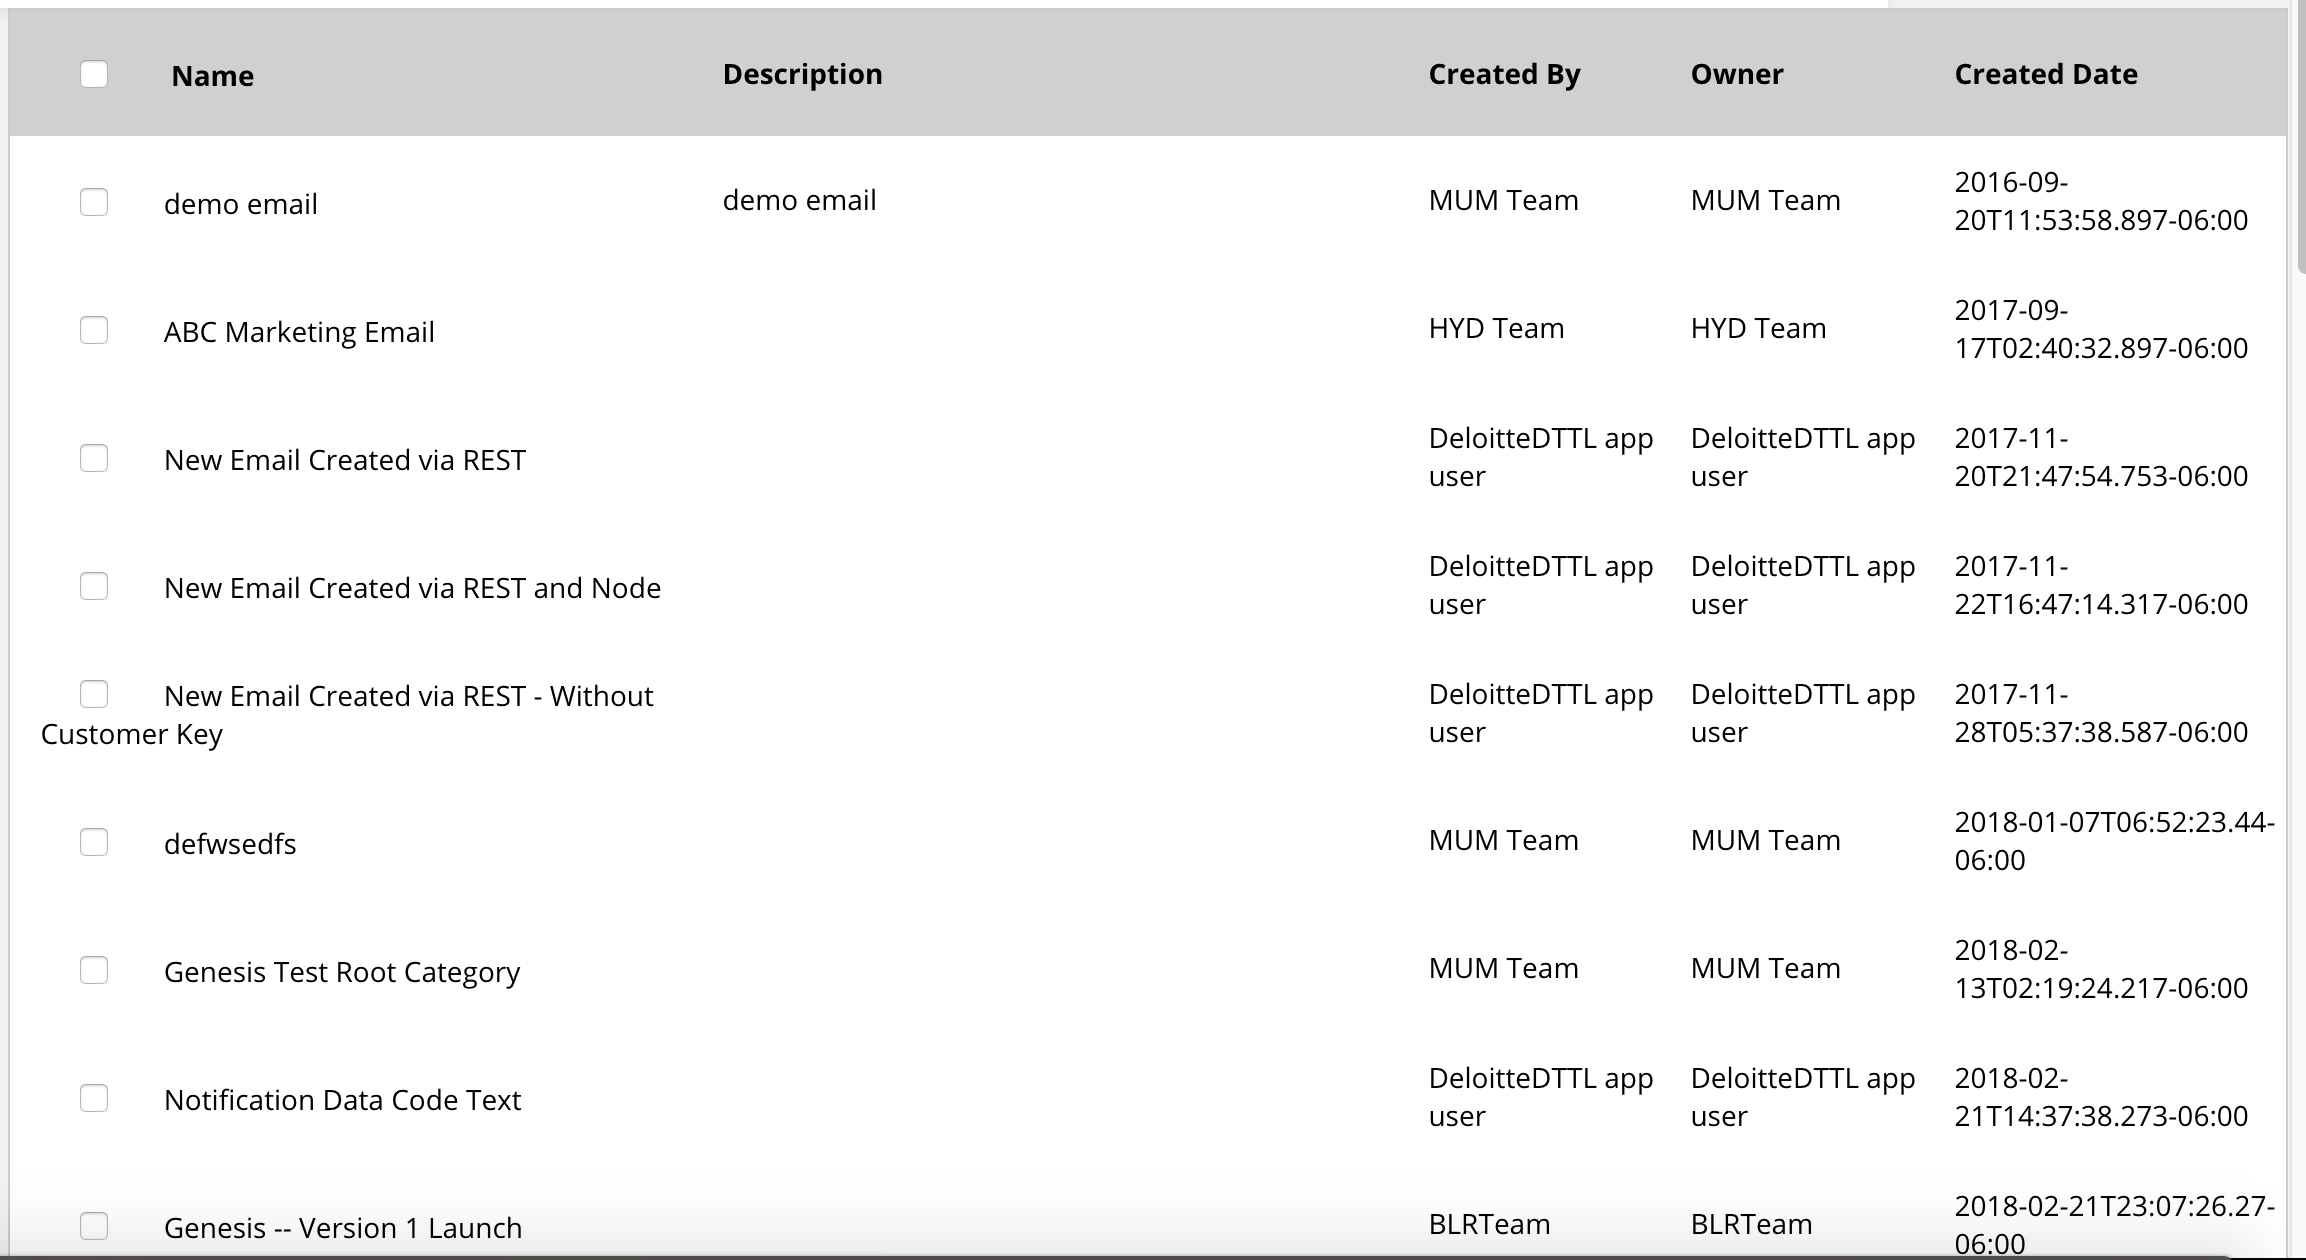 Name Description Created By Owner Created Date
demo email demo email MUM Team MUM Team 2016-09-
20T11:53:58.897-06:00
ABC Marketing Email HYD Team HYD Team 2017-09-
17T02:40:32.897-06:00
New Email Created via REST DeloitteDTTL app DeloitteDTTL app 2017-11-
user user 20T21:47:54.753-06:00
New Email Created via REST and Node DeloitteDTTL app DeloitteDTTL app 2017-11-
user user 22T16:47:14.317-06:00
New Email Created via REST - Without DeloitteDTTL app DeloitteDTTL app 2017-11-
Customer Key user user 28T05:37:38.587-06:00
defwsedfs MUM Team MUM Team 2018-01-07T06:52:23.44-
06:00
Genesis Test Root Category MUM Team MUM Team 2018-02-
13T02:19:24.217-06:00
Notification Data Code Text DeloitteDTTL app DeloitteDTTL app 2018-02-
user user 21T14:37:38.273-06:00
Genesis -- Version 1 Launch BLRTeam BLRTeam 2018-02-21T23:07:26.27-
06:00